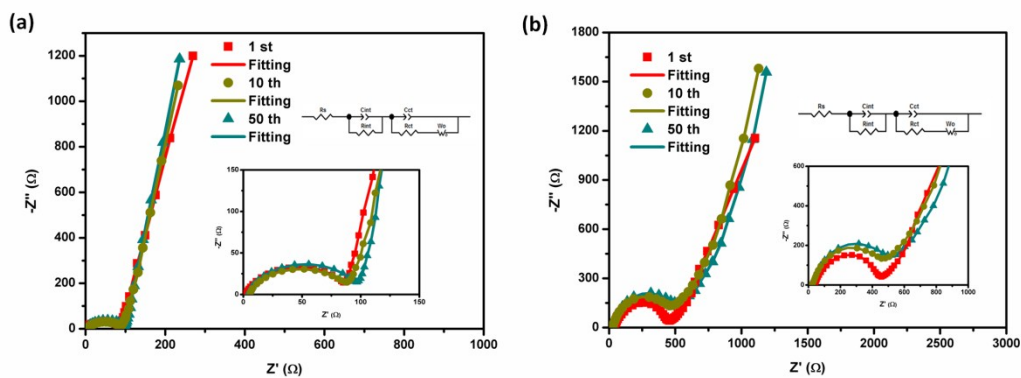 (a)
1200
1000
800
600
400
200
0
-Z'' (Ω)
1 st
Fitting
10 th
Fitting
50 th
Fitting
Rs Cint Cct
Rint Rct Wo
150
100
50
0
-Z'' (Ω)
0 50 100 150
Z' (Ω)
0 200 400 600 800 1000
Z' (Ω)
(b)
1800
1500
1200
900
600
300
0
-Z'' (Ω)
1 st
Fitting
10 th
Fitting
50 th
Fitting
Rs Cint Cct
Rint Rct Wo
600
400
200
0
-Z'' (Ω)
0 200 400 600 800 1000
Z' (Ω)
0 500 1000 1500 2000 2500 3000
Z' (Ω)